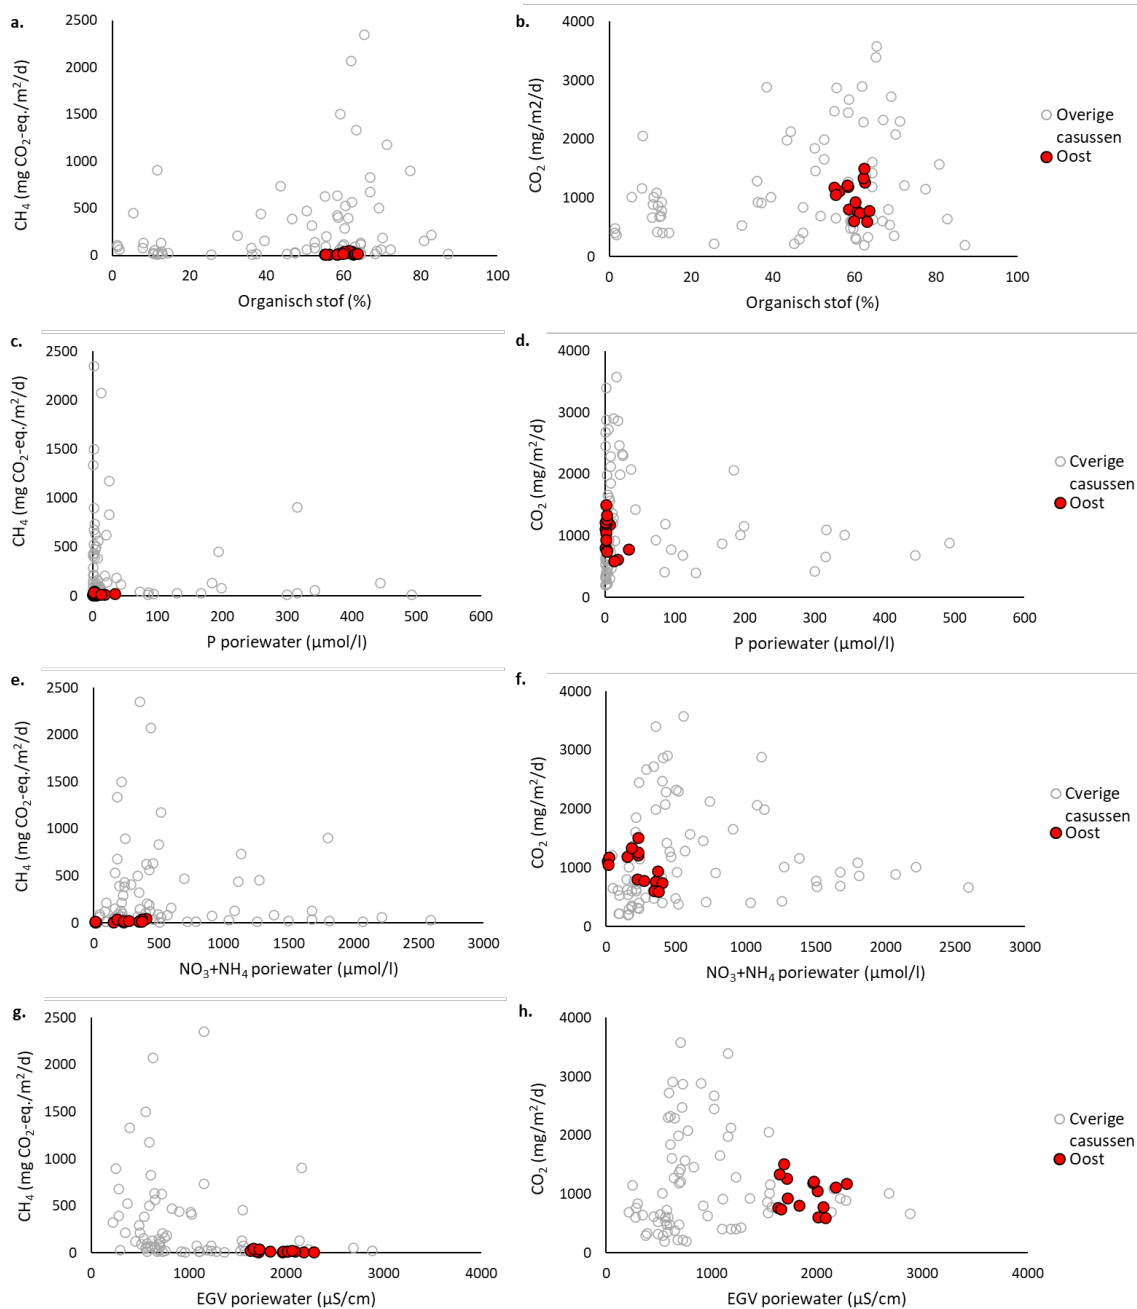 a.
2500
2000
1500
1000
500
0
CH₄ (mg CO₂-eq./m²/d)
0 20 40 60 80 100
Organisch stof (%)
b.
4000
3000
2000
1000
0
CO₂ (mg/m2/d)
0 20 40 60 80 100
Organisch stof (%)
Overige
casussen
Oost
c.
2500
2000
1500
1000
500
0
CH₄ (mg CO₂-eq./m²/d)
0 100 200 300 400 500 600
P poriewater (µmol/l)
d.
4000
3000
2000
1000
0
CO₂ (mg/m²/d)
0 100 200 300 400 500 600
P poriewater (µmol/l)
Cverige
casussen
Oost
e.
2500
2000
1500
1000
500
0
CH₄ (mg CO₂-eq./m²/d)
0 500 1000 1500 2000 2500 3000
NO₃+NH₄ poriewater (µmol/l)
f.
4000
3000
2000
1000
0
CO₂ (mg/m²/d)
0 500 1000 1500 2000 2500 3000
NO₃+NH₄ poriewater (µmol/l)
Cverige
casussen
Oost
g.
2500
2000
1500
1000
500
0
CH₄ (mg CO₂-eq./m²/d)
0 1000 2000 3000 4000
EGV poriewater (µS/cm)
h.
4000
3000
2000
1000
0
CO₂ (mg/m²/d)
0 1000 2000 3000 4000
EGV poriewater (µS/cm)
Cverige
casussen
Oost